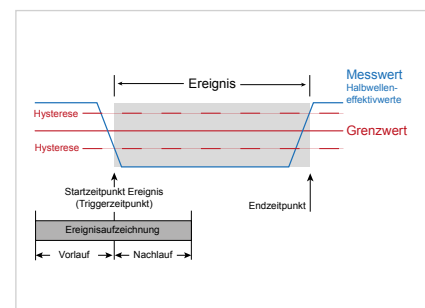 Ereignis
Messwert
Halbwellen-
effektivwerte
Hysterese
Grenzwert
Hysterese
Startzeitpunkt Ereignis
(Triggerzeitpunkt)
Endzeitpunkt
Ereignisaufzeichnung
Vorlauf
Nachlauf